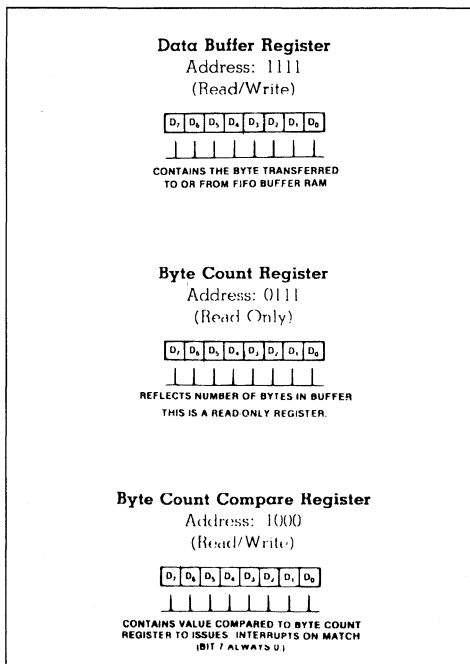 Data Buffer Register
Address: 1111
(Read/Write)
D7 D6 D5 D4 D3 D2 D1 D0
CONTAINS THE BYTE TRANSFERRED
TO OR FROM FIFO BUFFER RAM
Byte Count Register
Address: 0111
(Read Only)
D7 D6 D5 D4 D3 D2 D1 D0
REFLECTS NUMBER OF BYTES IN BUFFER
THIS IS A READ-ONLY REGISTER.
Byte Count Compare Register
Address: 1000
(Read/Write)
D7 D6 D5 D4 D3 D2 D1 D0
CONTAINS VALUE COMPARED TO BYTE COUNT
REGISTER TO ISSUES INTERRUPTS ON MATCH
(BIT 7 ALWAYS 0.)